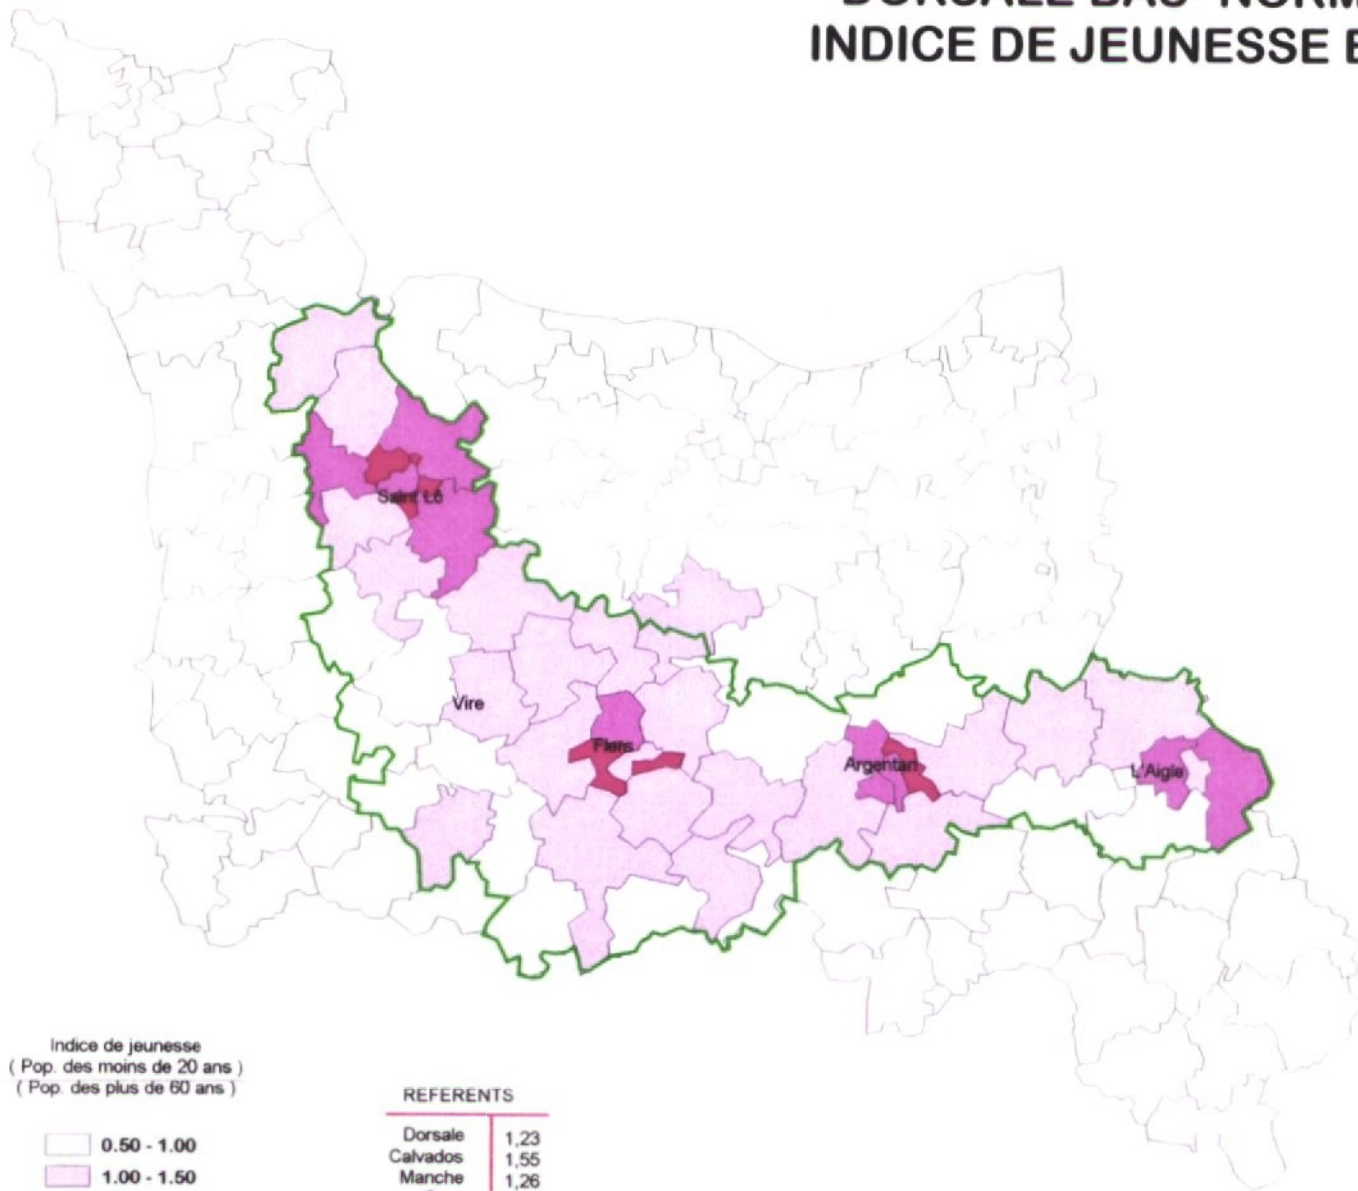 INDICE DE JEUNESSE
Saint Lô
Vire
Flers
Argentan
L'Aigle
Indice de jeunesse
( Pop. des moins de 20 ans )
( Pop. des plus de 60 ans )
0.50 - 1.00
1.00 - 1.50
REFERENTS
Dorsale 1,23
Calvados 1,55
Manche 1,26